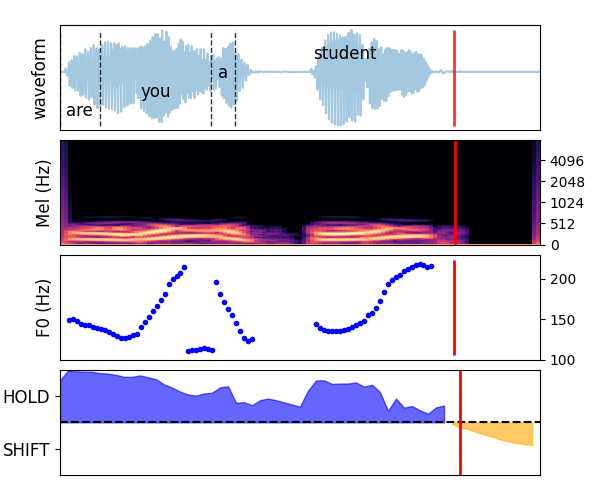 waveform
are
you
a
student
Mel (Hz)
4096
2048
1024
512
0
F0 (Hz)
200
150
100
HOLD
SHIFT